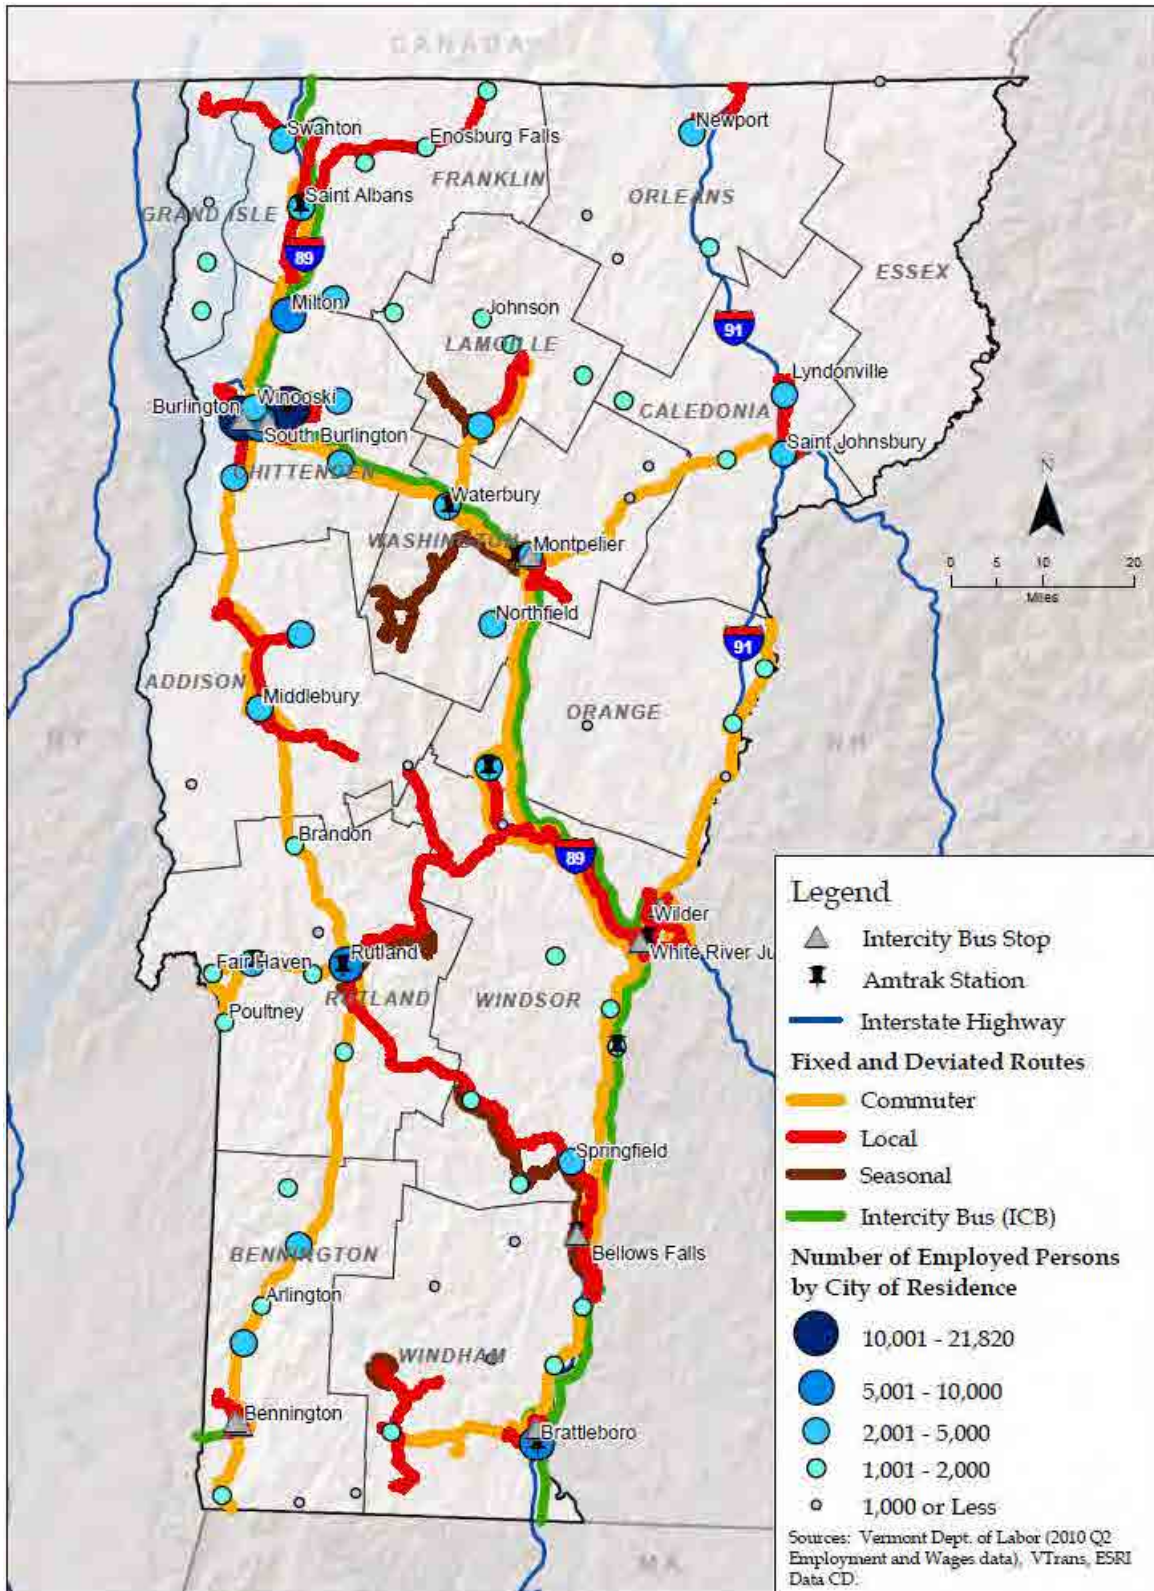 CANADA
Swanton
Enosburg Falls
Newport
FRANKLIN
Saint Albans
ORLEANS
GRAND ISLE
89
ESSEX
Milton
Johnson
91
LAMOILLE
Lyndonville
Winooski
Burlington
CALEDONIA
South Burlington
Saint Johnsbury
CHITTENDEN
N
Waterbury
WASHINGTON
Montpelier
0 5 10 20
Miles
Northfield
91
ADDISON
Middlebury
ORANGE
NY
NH
Brandon
89
Wilder
Fair Haven
Rutland
White River Ju
RUTLAND
WINDSOR
Poultney
Springfield
BENNINGTON
Bellows Falls
Arlington
WINDHAM
Bennington
Brattleboro
MA
Legend
Intercity Bus Stop
Amtrak Station
Interstate Highway
Fixed and Deviated Routes
Commuter
Local
Seasonal
Intercity Bus (ICB)
Number of Employed Persons
by City of Residence
10,001 - 21,820
5,001 - 10,000
2,001 - 5,000
1,001 - 2,000
1,000 or Less
Sources: Vermont Dept. of Labor (2010 Q2
Employment and Wages data), VTrans, ESRI
Data CD.